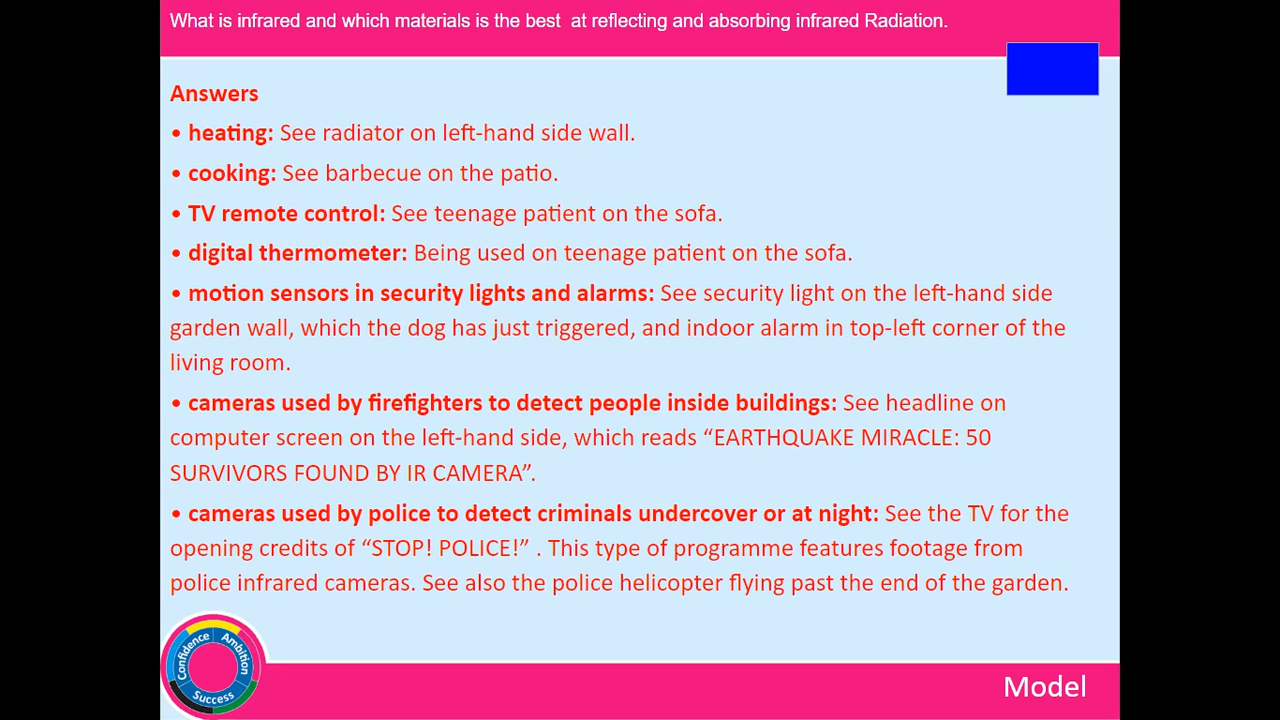 What is infrared and which materials is the best  at reflecting and absorbing infrared Radiation.
Answers
• heating: See radiator on left-hand side wall.
• cooking: See barbecue on the patio.
• TV remote control: See teenage patient on the sofa.
• digital thermometer: Being used on teenage patient on the sofa.
• motion sensors in security lights and alarms: See security light on the left-hand side
garden wall, which the dog has just triggered, and indoor alarm in top-left corner of the
living room.
• cameras used by firefighters to detect people inside buildings: See headline on
computer screen on the left-hand side, which reads “EARTHQUAKE MIRACLE: 50
SURVIVORS FOUND BY IR CAMERA”.
• cameras used by police to detect criminals undercover or at night: See the TV for the
opening credits of “STOP! POLICE!” . This type of programme features footage from
police infrared cameras. See also the police helicopter flying past the end of the garden.
Confidence
Ambition
Success
Model